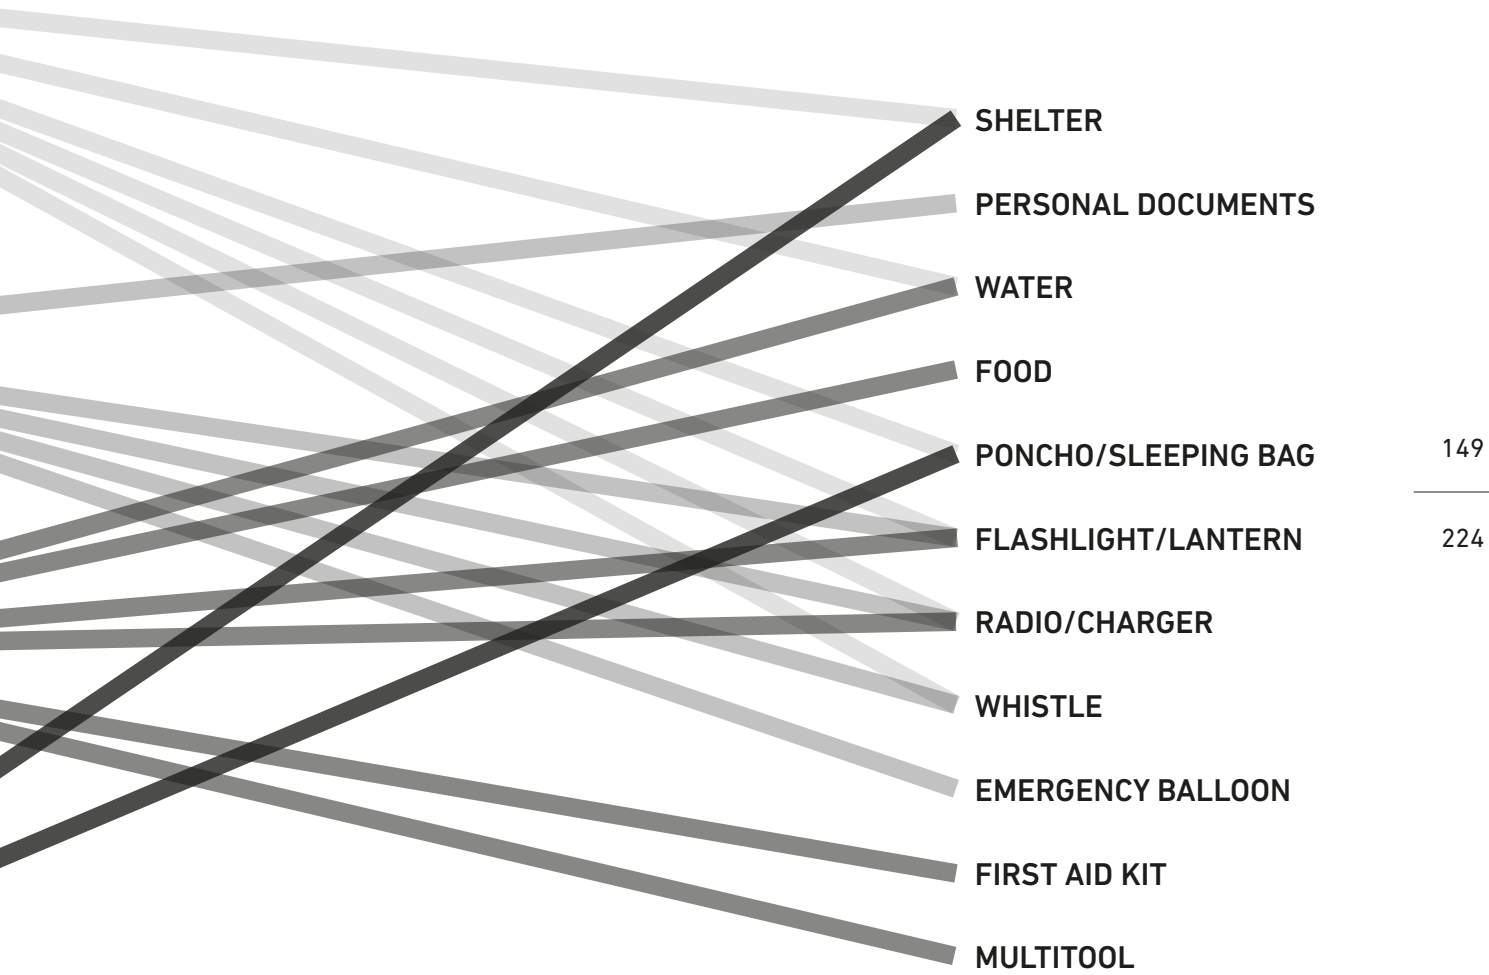 SHELTER
PERSONAL DOCUMENTS
WATER
FOOD
PONCHO/SLEEPING BAG
149
FLASHLIGHT/LANTERN
224
RADIO/CHARGER
WHISTLE
EMERGENCY BALLOON
FIRST AID KIT
MULTITOOL